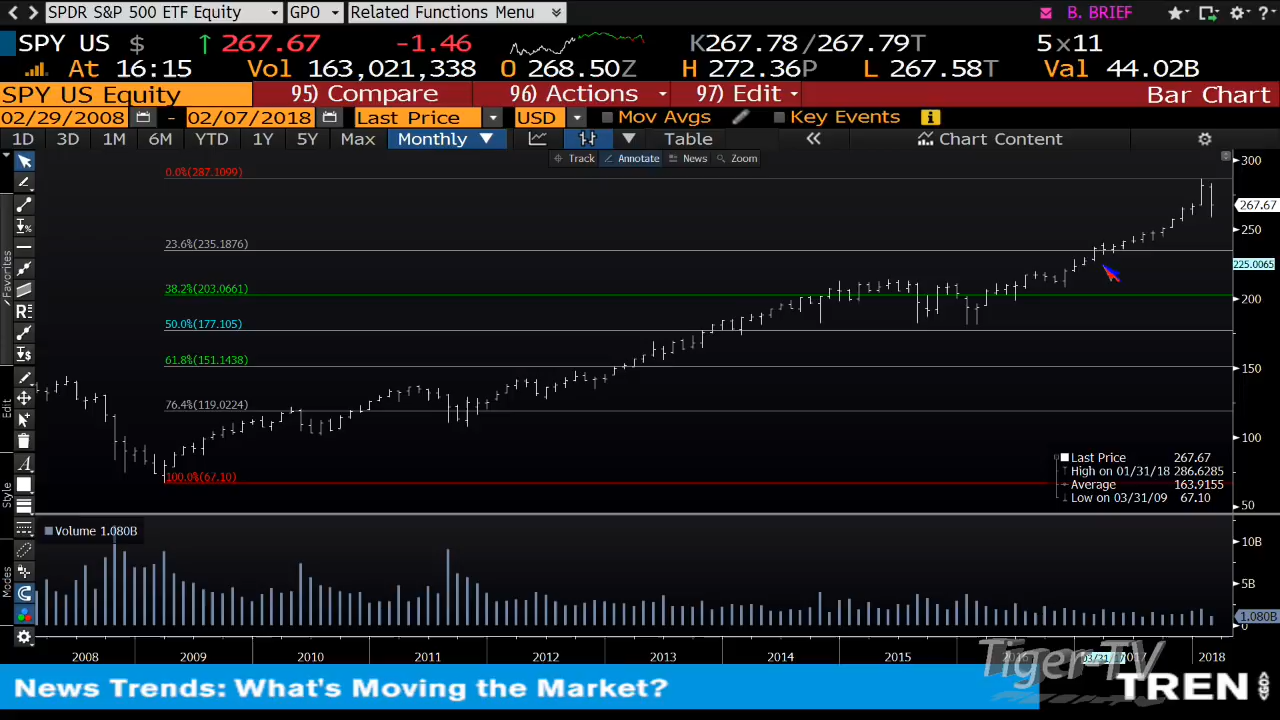 SPDR S&P 500 ETF Equity GPO Related Functions Menu B. BRIEF
SPY US $ ↑ 267.67 -1.46 K267.78/267.79T 5x11
At 16:15 Vol 163,021,338 O 268.50Z H 272.36P L 267.58T Val 44.02B
SPY US Equity 95) Compare 96) Actions 97) Edit Bar Chart
02/29/2008 - 02/07/2018 Last Price USD Mov Avgs Key Events
1D 3D 1M 6M YTD 1Y 5Y Max Monthly ▼ Table « Chart Content
Track Annotate News Zoom
300
0.0%(287.1099)
267.67
250
23.6%(235.1876)
225.0065
38.2%(203.0661)
200
50.0%(177.105)
61.8%(151.1438)
150
76.4%(119.0224)
100
100.0%(67.10)
50
Last Price 267.67
High on 01/31/18 286.6285
Average 163.9155
Low on 03/31/09 67.10
Favorites
Edit
Style
Modes
Volume 1.080B
10B
5B
1.080B
0
2008 2009 2010 2011 2012 2013 2014 2015 2016 2017 2018
Tiger-TV
News Trends: What's Moving the Market?
TREN